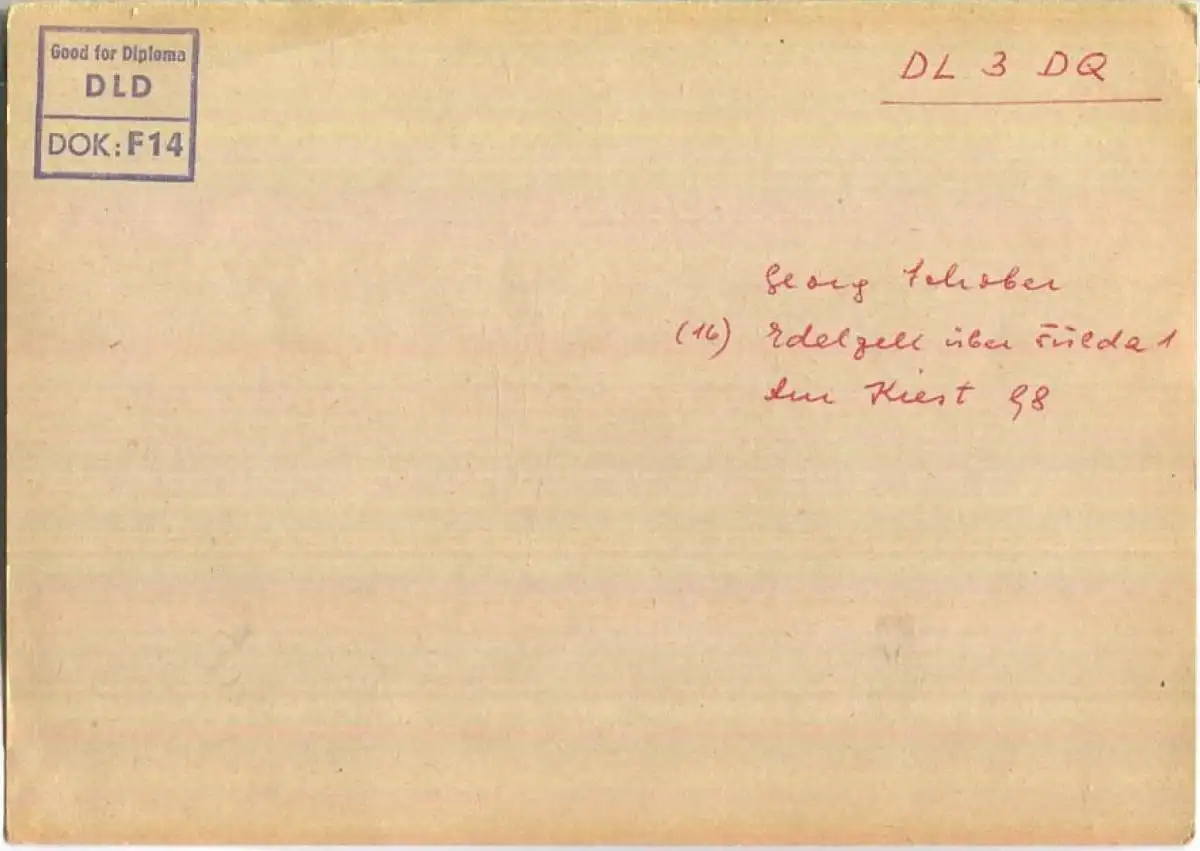 Good for Diploma
DLD
DOK: F14
DL 3 DQ
Georg Schober
(16) Edelzell über Fulda 1
Am Kiest 98